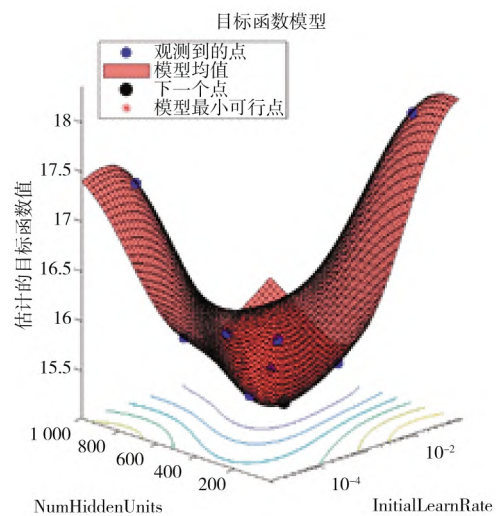 目标函数模型
观测到的点
模型均值
下一个点
模型最小可行点
估计的目标函数值
18
17.5
17
16.5
16
15.5
1 000
800
600
400
200
10⁻⁴
10⁻²
NumHiddenUnits
InitialLearnRate